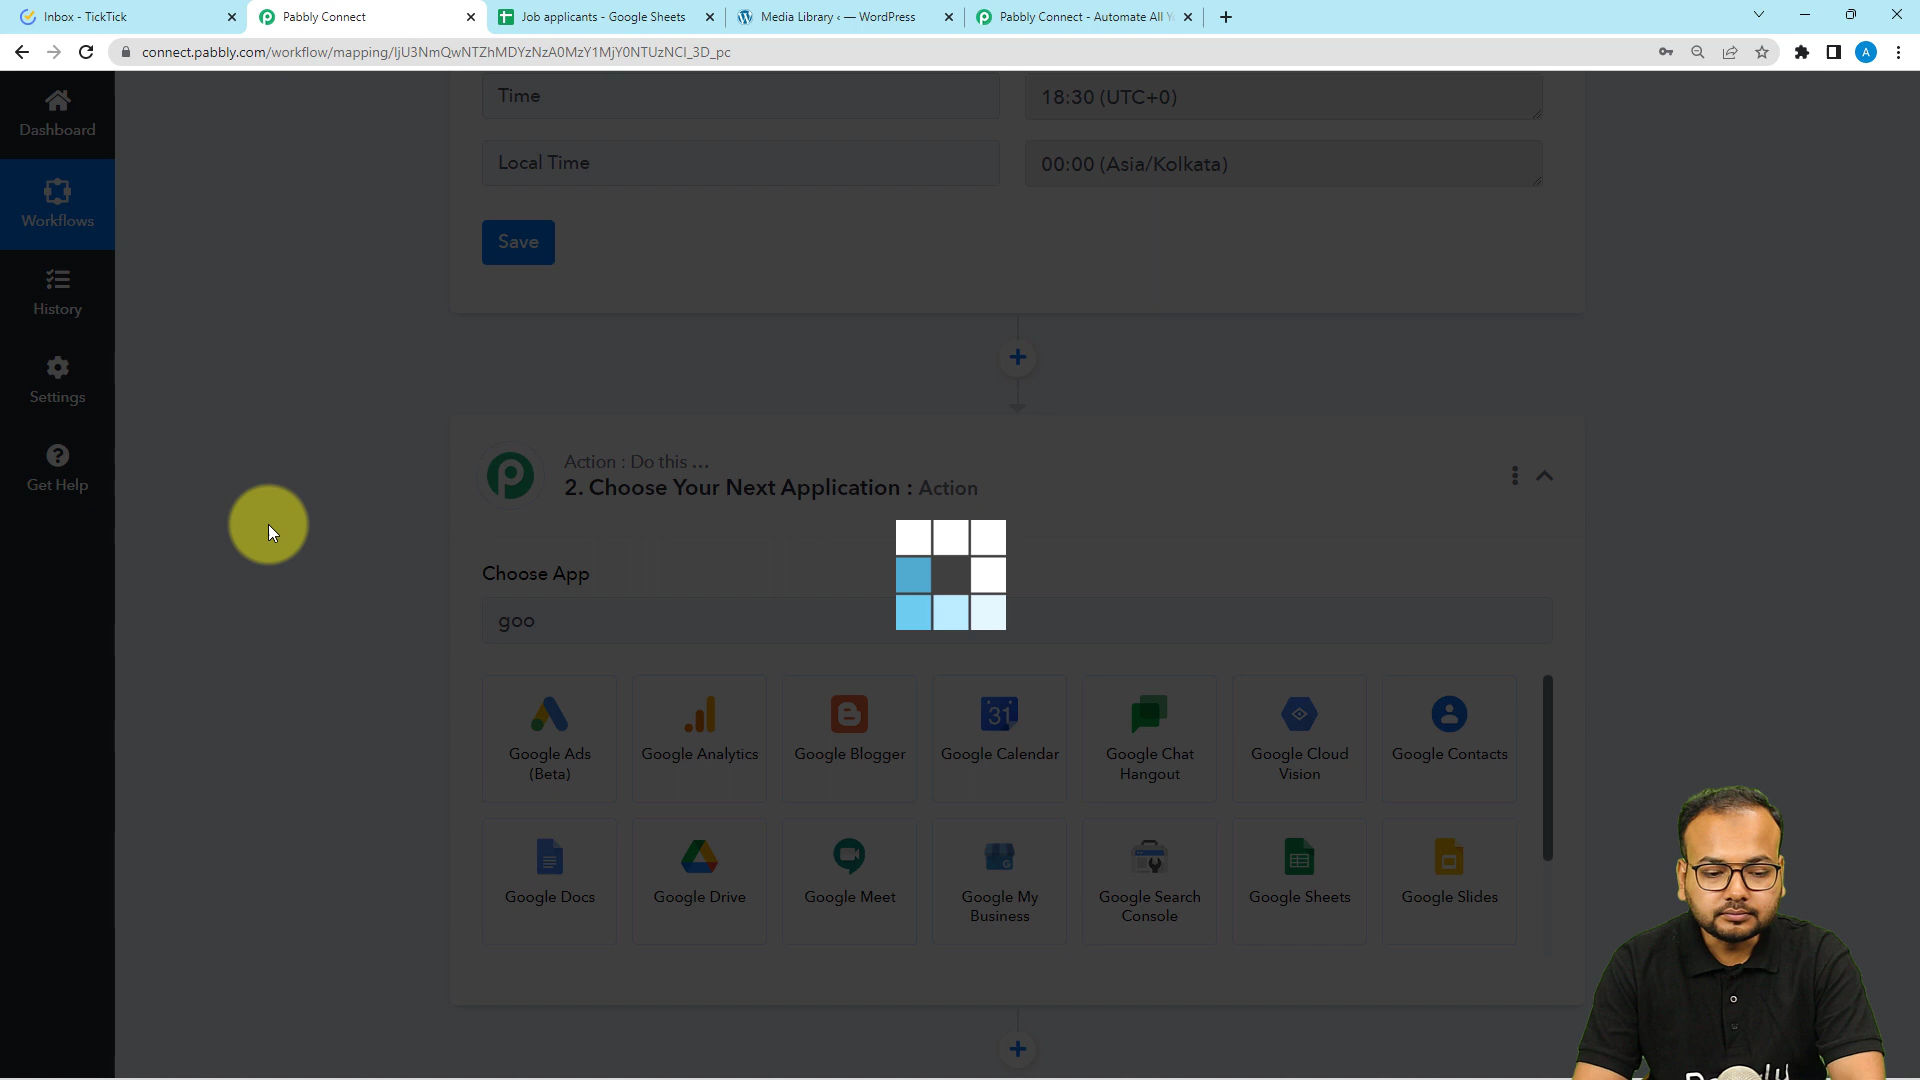 Inbox - TickTick
Pabbly Connect
Job applicants - Google Sheets
Media Library ‹ — WordPress
Pabbly Connect - Automate All Y
connect.pabbly.com/workflow/mapping/IjU3NmQwNTZhMDYzNzA0MzY1MjY0NTUzNCI_3D_pc
A
Dashboard
Workflows
History
Settings
Get Help
Time
18:30 (UTC+0)
Local Time
00:00 (Asia/Kolkata)
Save
Action : Do this ...
2. Choose Your Next Application : Action
Choose App
goo
31
Google Ads (Beta)
Google Analytics
Google Blogger
Google Calendar
Google Chat Hangout
Google Cloud Vision
Google Contacts
Google Docs
Google Drive
Google Meet
Google My Business
Google Search Console
Google Sheets
Google Slides